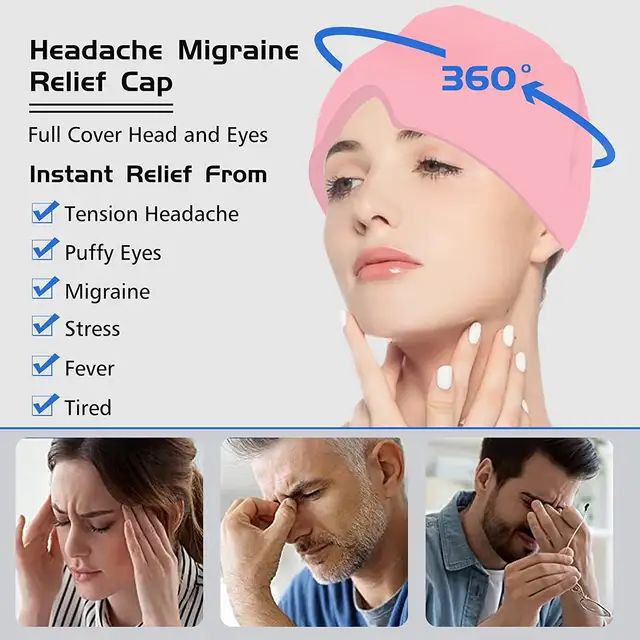 Headache Migraine
Relief Cap
Full Cover Head and Eyes
Instant Relief From
Tension Headache
Puffy Eyes
Migraine
Stress
Fever
Tired
360°